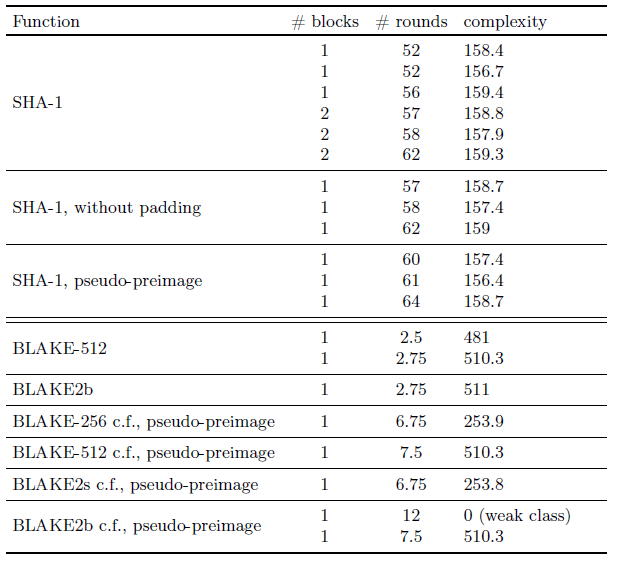 Function # blocks # rounds complexity
1 52 158.4
1 52 156.7
SHA-1 1 56 159.4
2 57 158.8
2 58 157.9
2 62 159.3
1 57 158.7
SHA-1, without padding 1 58 157.4
1 62 159
1 60 157.4
SHA-1, pseudo-preimage 1 61 156.4
1 64 158.7
BLAKE-512 1 2.5 481
1 2.75 510.3
BLAKE2b 1 2.75 511
BLAKE-256 c.f., pseudo-preimage 1 6.75 253.9
BLAKE-512 c.f., pseudo-preimage 1 7.5 510.3
BLAKE2s c.f., pseudo-preimage 1 6.75 253.8
BLAKE2b c.f., pseudo-preimage 1 12 0 (weak class)
1 7.5 510.3